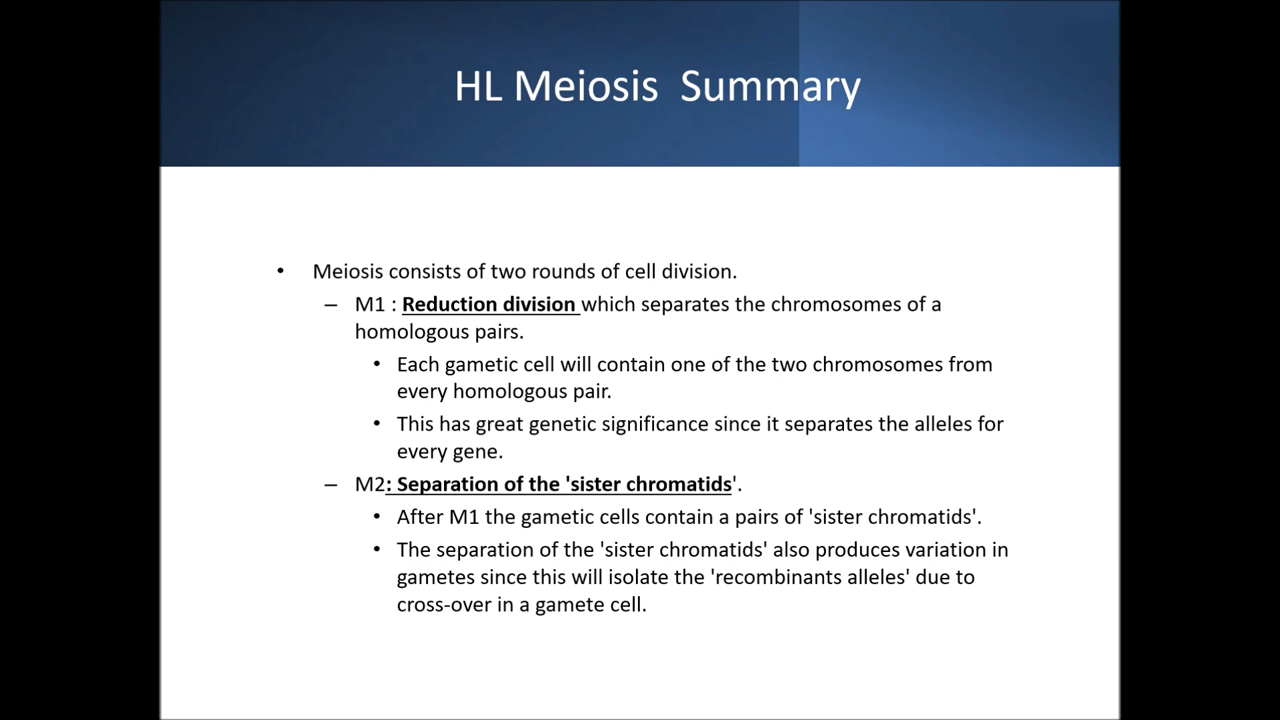 HL Meiosis  Summary
• Meiosis consists of two rounds of cell division.
– M1 : Reduction division which separates the chromosomes of a
homologous pairs.
• Each gametic cell will contain one of the two chromosomes from
every homologous pair.
• This has great genetic significance since it separates the alleles for
every gene.
– M2: Separation of the 'sister chromatids'.
• After M1 the gametic cells contain a pairs of 'sister chromatids'.
• The separation of the 'sister chromatids' also produces variation in
gametes since this will isolate the 'recombinants alleles' due to
cross-over in a gamete cell.